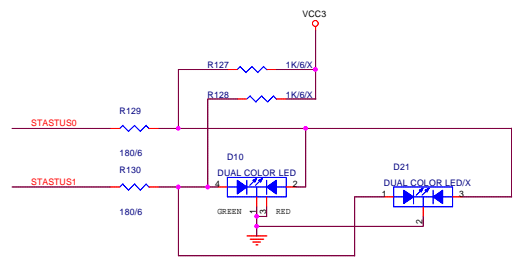 VCC3
R127 1K/6/X
R128 1K/6/X
R129
STASTUS0
180/6
R130
STASTUS1
180/6
D10
DUAL COLOR LED
4 2
GREEN 1 3 RED
D21
DUAL COLOR LED/X
1 3
2